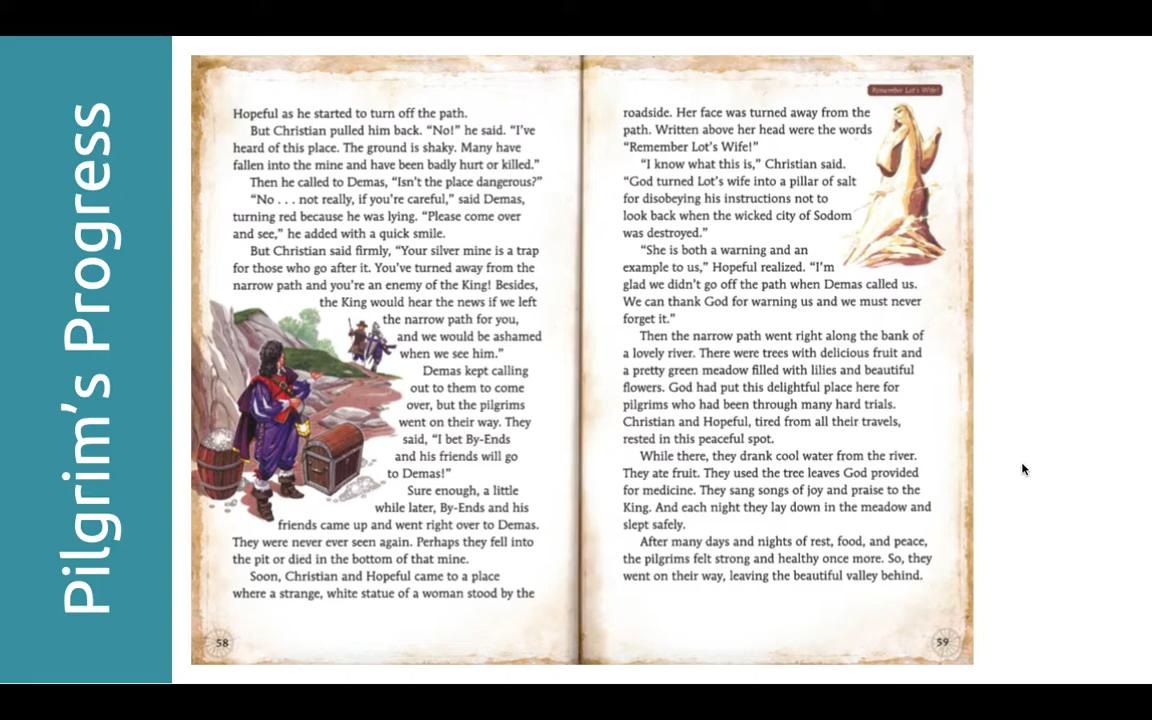 Pilgrim's Progress
Hopeful as he started to turn off the path.
But Christian pulled him back. “No!” he said. “I've
heard of this place. The ground is shaky. Many have
fallen into the mine and have been badly hurt or killed.”
Then he called to Demas, “Isn't the place dangerous?”
“No . . . not really, if you're careful,” said Demas,
turning red because he was lying. “Please come over
and see,” he added with a quick smile.
But Christian said firmly, “Your silver mine is a trap
for those who go after it. You've turned away from the
narrow path and you're an enemy of the King! Besides,
the King would hear the news if we left
the narrow path for you,
and we would be ashamed
when we see him.”
Demas kept calling
out to them to come
over, but the pilgrims
went on their way. They
said, “I bet By-Ends
and his friends will go
to Demas!”
Sure enough, a little
while later, By-Ends and his
friends came up and went right over to Demas.
They were never ever seen again. Perhaps they fell into
the pit or died in the bottom of that mine.
Soon, Christian and Hopeful came to a place
where a strange, white statue of a woman stood by the
58
Remember Lot's Wife!
roadside. Her face was turned away from the
path. Written above her head were the words
“Remember Lot's Wife!”
“I know what this is,” Christian said.
“God turned Lot's wife into a pillar of salt
for disobeying his instructions not to
look back when the wicked city of Sodom
was destroyed.”
“She is both a warning and an
example to us,” Hopeful realized. “I'm
glad we didn't go off the path when Demas called us.
We can thank God for warning us and we must never
forget it.”
Then the narrow path went right along the bank of
a lovely river. There were trees with delicious fruit and
a pretty green meadow filled with lilies and beautiful
flowers. God had put this delightful place here for
pilgrims who had been through many hard trials.
Christian and Hopeful, tired from all their travels,
rested in this peaceful spot.
While there, they drank cool water from the river.
They ate fruit. They used the tree leaves God provided
for medicine. They sang songs of joy and praise to the
King. And each night they lay down in the meadow and
slept safely.
After many days and nights of rest, food, and peace,
the pilgrims felt strong and healthy once more. So, they
went on their way, leaving the beautiful valley behind.
59